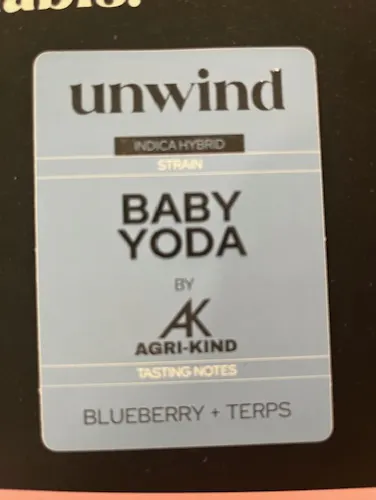 unwind
INDICA HYBRID
STRAIN
BABY
YODA
BY
AK
AGRI-KIND
TASTING NOTES
BLUEBERRY + TERPS